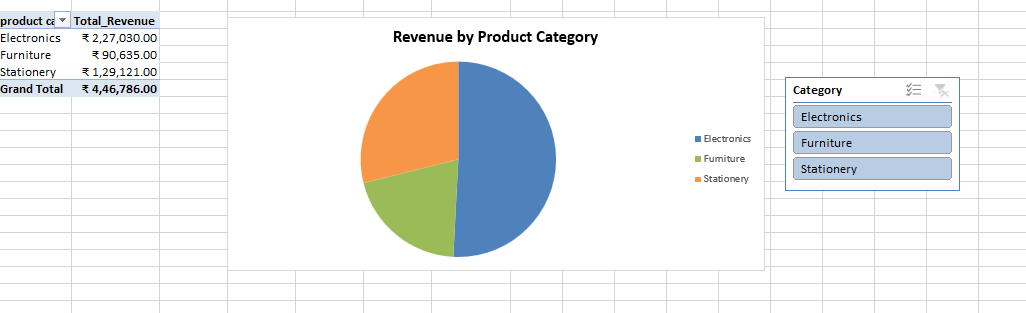 product ca Total_Revenue
Electronics ₹ 2,27,030.00
Furniture ₹ 90,635.00
Stationery ₹ 1,29,121.00
Grand Total ₹ 4,46,786.00
Revenue by Product Category
Electronics
Furniture
Stationery
Category
Electronics
Furniture
Stationery